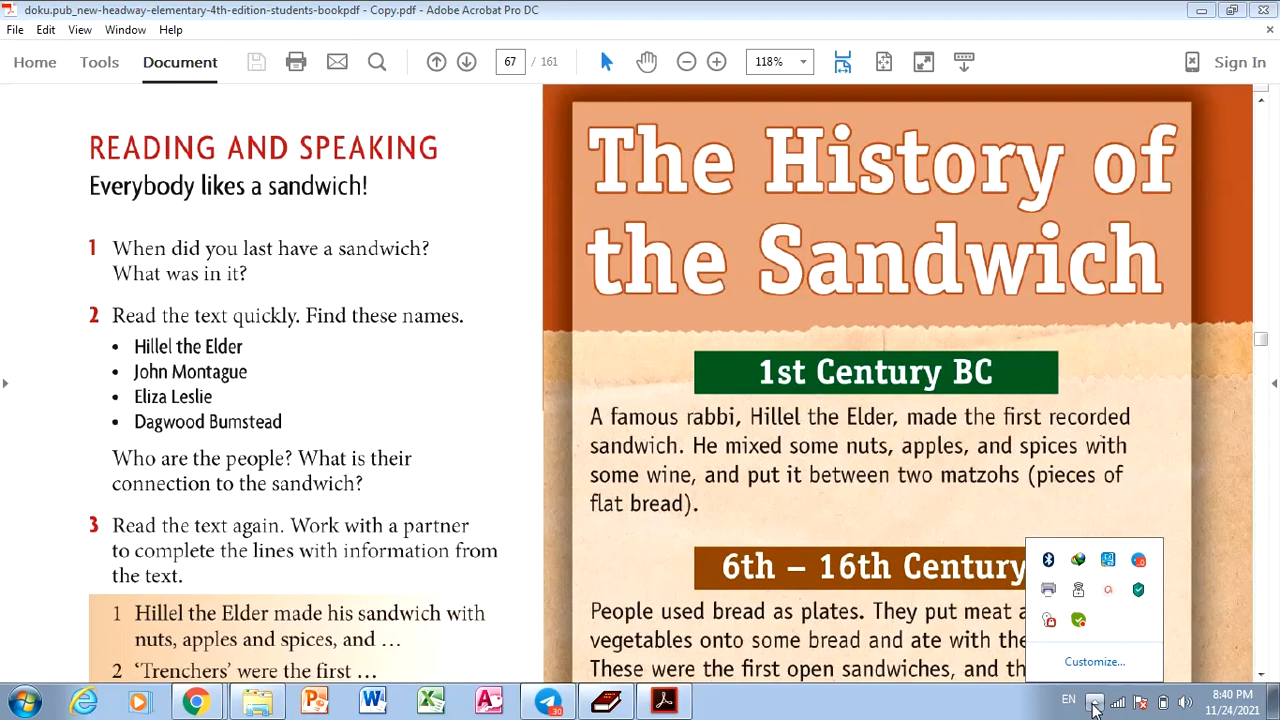 doku.pub_new-headway-elementary-4th-edition-students-bookpdf - Copy.pdf - Adobe Acrobat Pro DC
File Edit View Window Help
Home Tools Document 67 / 161 118% Sign In
READING AND SPEAKING
Everybody likes a sandwich!
1 When did you last have a sandwich?
What was in it?
2 Read the text quickly. Find these names.
• Hillel the Elder
• John Montague
• Eliza Leslie
• Dagwood Bumstead
Who are the people? What is their
connection to the sandwich?
3 Read the text again. Work with a partner
to complete the lines with information from
the text.
1 Hillel the Elder made his sandwich with
nuts, apples and spices, and …
2 ‘Trenchers’ were the first …
The History of
the Sandwich
1st Century BC
A famous rabbi, Hillel the Elder, made the first recorded
sandwich. He mixed some nuts, apples, and spices with
some wine, and put it between two matzohs (pieces of
flat bread).
6th – 16th Century
People used bread as plates. They put meat a
vegetables onto some bread and ate with the
These were the first open sandwiches, and th
Customize...
30
EN
8:40 PM
11/24/2021